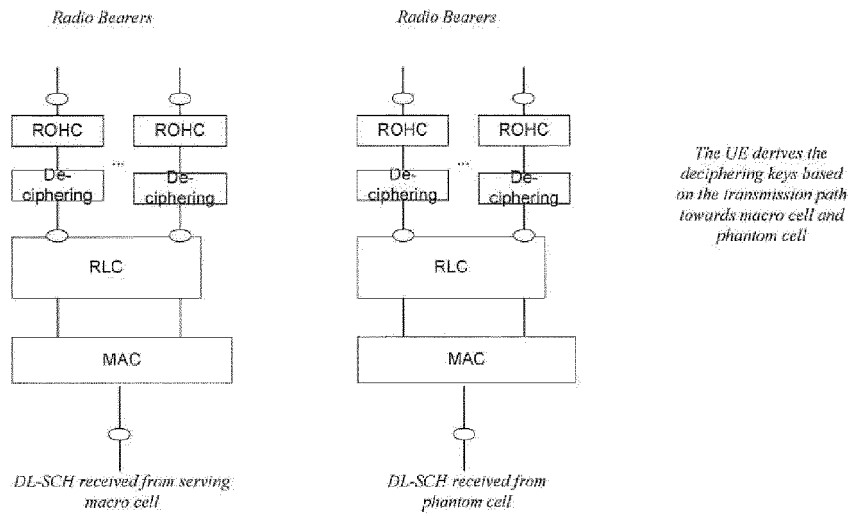 Radio Bearers
Radio Bearers
ROHC
ROHC
ROHC
ROHC
...
...
De-
ciphering
De-
ciphering
De-
ciphering
De-
ciphering
The UE derives the
deciphering keys based
on the transmission path
towards macro cell and
phantom cell
RLC
RLC
MAC
MAC
DL-SCH received from serving
macro cell
DL-SCH received from
phantom cell